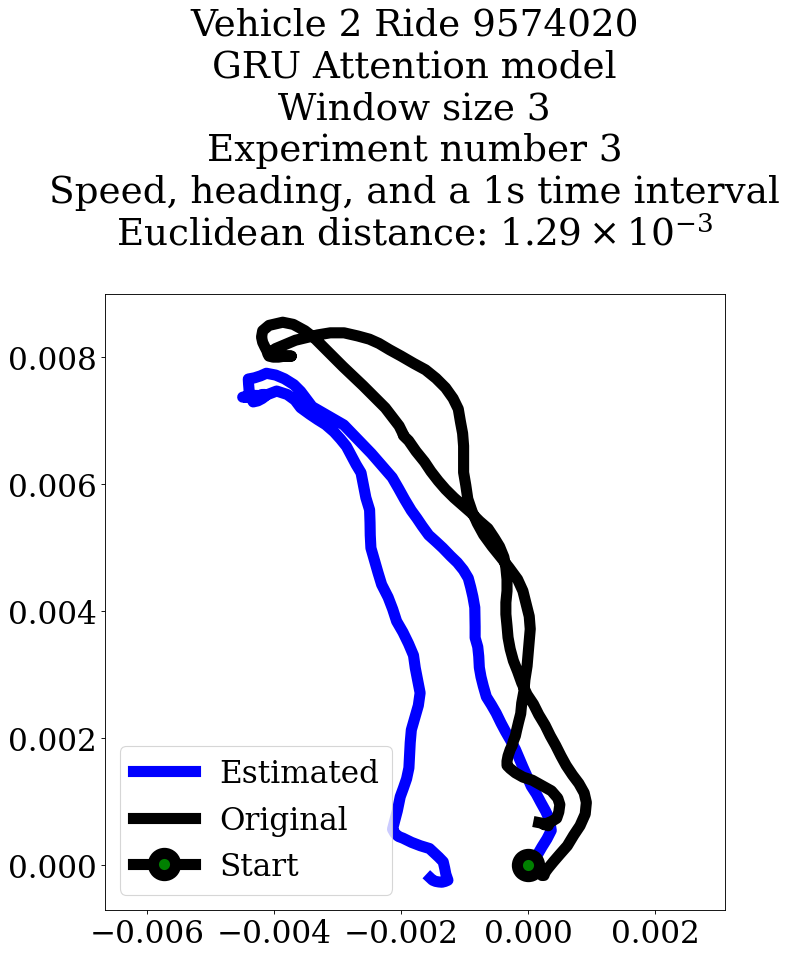 Vehicle 2 Ride 9574020
GRU Attention model
Window size 3
Experiment number 3
Speed, heading, and a 1s time interval
Euclidean distance: 1.29 × 10⁻³
0.008
0.006
0.004
0.002
0.000
Estimated
Original
Start
−0.006 −0.004 −0.002 0.000 0.002